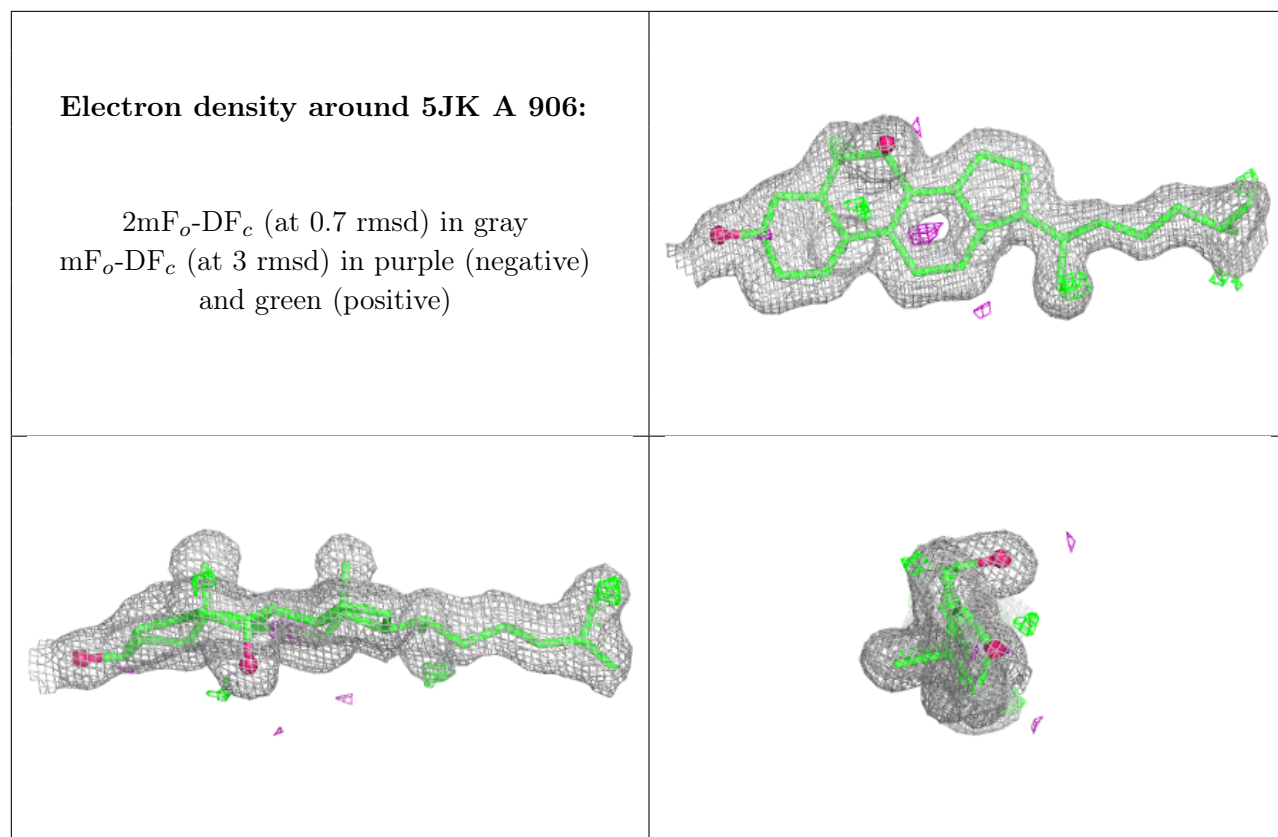 Electron density around 5JK A 906:
2mFo-DFc (at 0.7 rmsd) in gray
mFo-DFc (at 3 rmsd) in purple (negative)
and green (positive)